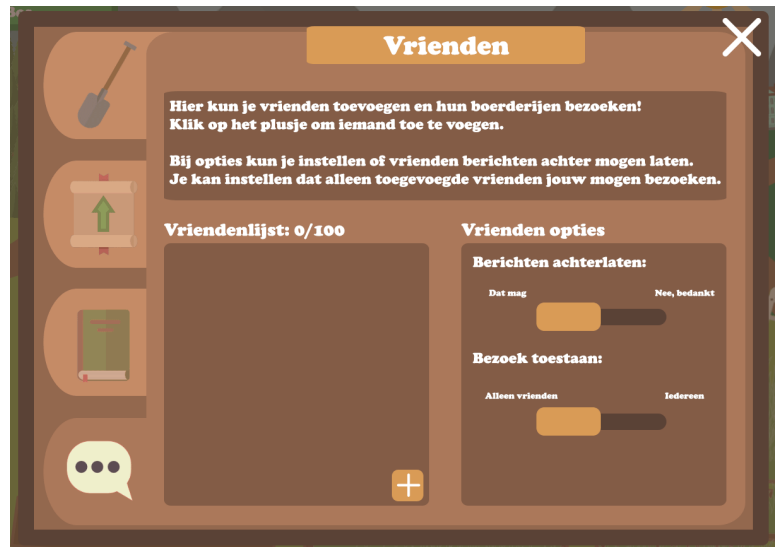 Vrienden
Hier kun je vrienden toevoegen en hun boerderijen bezoeken!
Klik op het plusje om iemand toe te voegen.
Bij opties kun je instellen of vrienden berichten achter mogen laten.
Je kan instellen dat alleen toegevoegde vrienden jouw mogen bezoeken.
Vriendenlijst: 0/100
Vrienden opties
Berichten achterlaten:
Dat mag
Nee, bedankt
Bezoek toestaan:
Alleen vrienden
Iedereen